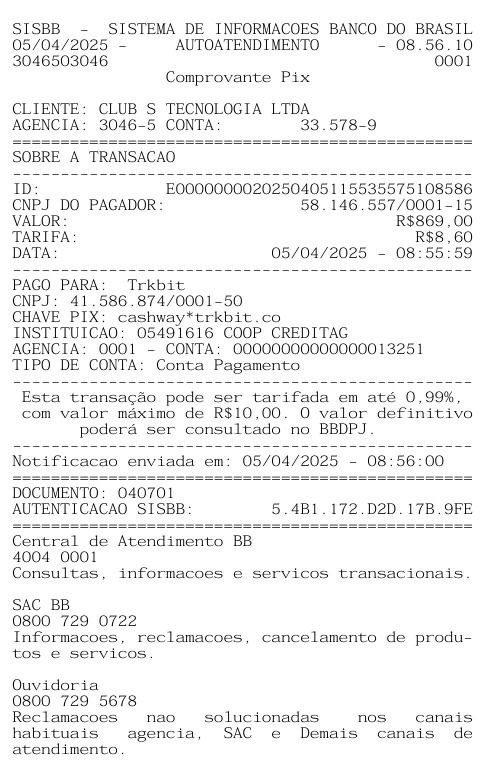 SISBB - SISTEMA DE INFORMACOES BANCO DO BRASIL
05/04/2025 - AUTOATENDIMENTO - 08.56.10
3046503046 0001
Comprovante Pix
CLIENTE: CLUB S TECNOLOGIA LTDA
AGENCIA: 3046-5 CONTA: 33.578-9
================================================
SOBRE A TRANSACAO
------------------------------------------------
ID: E00000000202504051155355751​08586
CNPJ DO PAGADOR: 58.146.557/0001-15
VALOR: R$869,00
TARIFA: R$8,60
DATA: 05/04/2025 - 08:55:59
------------------------------------------------
PAGO PARA: Trkbit
CNPJ: 41.586.874/0001-50
CHAVE PIX: cashway*trkbit.co
INSTITUICAO: 05491616 COOP CREDITAG
AGENCIA: 0001 - CONTA: 00000000000000013251
TIPO DE CONTA: Conta Pagamento
------------------------------------------------
Esta transação pode ser tarifada em até 0,99%,
com valor máximo de R$10,00. O valor definitivo
poderá ser consultado no BBDPJ.
------------------------------------------------
Notificacao enviada em: 05/04/2025 - 08:56:00
================================================
DOCUMENTO: 040701
AUTENTICACAO SISBB: 5.4B1.172.D2D.17B.9FE
================================================
Central de Atendimento BB
4004 0001
Consultas, informacoes e servicos transacionais.
SAC BB
0800 729 0722
Informacoes, reclamacoes, cancelamento de produ-
tos e servicos.
Ouvidoria
0800 729 5678
Reclamacoes nao solucionadas nos canais
habituais agencia, SAC e Demais canais de
atendimento.